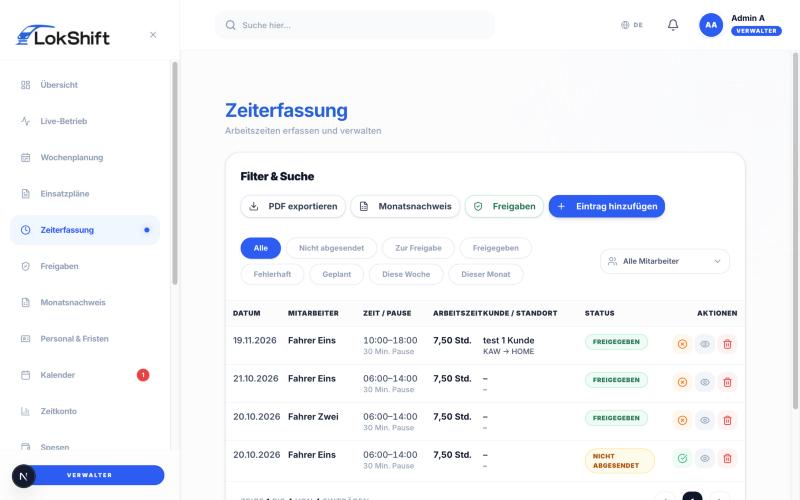 LokShift
Suche hier...
DE
AA
Admin A
VERWALTER
Übersicht
Live-Betrieb
Wochenplanung
Einsatzpläne
Zeiterfassung
Freigaben
Monatsnachweis
Personal & Fristen
Kalender
1
Zeitkonto
Spesen
N
VERWALTER
Zeiterfassung
Arbeitszeiten erfassen und verwalten
Filter & Suche
PDF exportieren
Monatsnachweis
Freigaben
Eintrag hinzufügen
Alle
Nicht abgesendet
Zur Freigabe
Freigegeben
Fehlerhaft
Geplant
Diese Woche
Dieser Monat
Alle Mitarbeiter
DATUM MITARBEITER ZEIT / PAUSE ARBEITSZEIT KUNDE / STANDORT STATUS AKTIONEN
19.11.2026 Fahrer Eins 10:00–18:00 7,50 Std. test 1 Kunde FREIGEGEBEN
30 Min. Pause KAW → HOME
21.10.2026 Fahrer Eins 06:00–14:00 7,50 Std. – FREIGEGEBEN
30 Min. Pause –
20.10.2026 Fahrer Zwei 06:00–14:00 7,50 Std. – FREIGEGEBEN
30 Min. Pause –
20.10.2026 Fahrer Eins 06:00–14:00 7,50 Std. – NICHT
30 Min. Pause – ABGESENDET